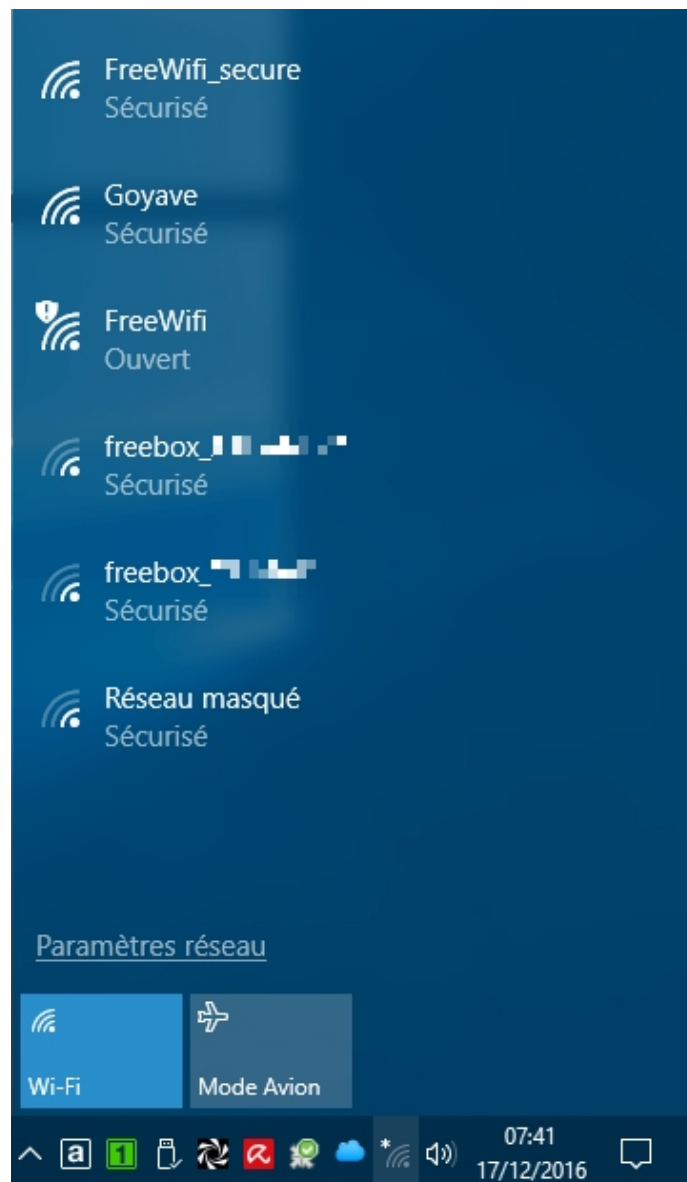 FreeWifi_secure
Sécurisé
Goyave
Sécurisé
FreeWifi
Ouvert
freebox_
Sécurisé
freebox_
Sécurisé
Réseau masqué
Sécurisé
Paramètres réseau
Wi-Fi
Mode Avion
a
1
07:41
17/12/2016